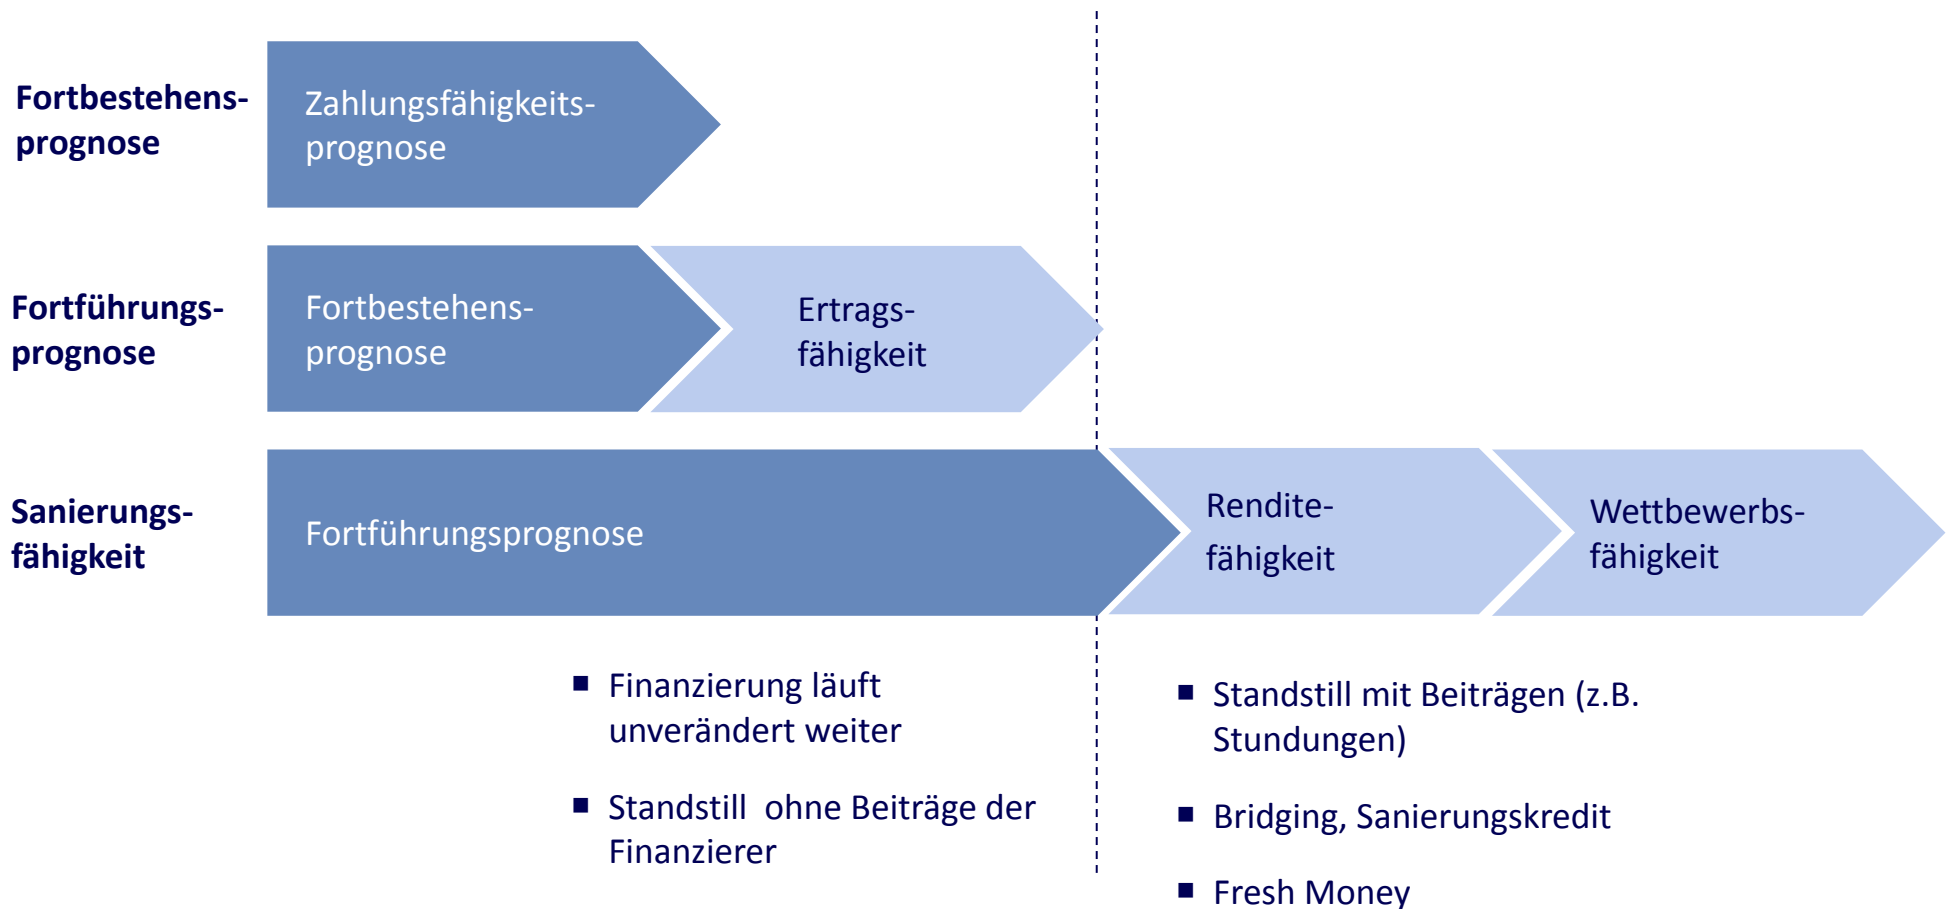 Fortbestehens-
prognose
Zahlungsfähigkeits-
prognose
Fortführungs-
prognose
Fortbestehens-
prognose
Ertrags-
fähigkeit
Sanierungs-
fähigkeit
Fortführungsprognose
Rendite-
fähigkeit
Wettbewerbs-
fähigkeit
■ Finanzierung läuft
unverändert weiter
■ Standstill  ohne Beiträge der
Finanzierer
■ Standstill mit Beiträgen (z.B.
Stundungen)
■ Bridging, Sanierungskredit
■ Fresh Money